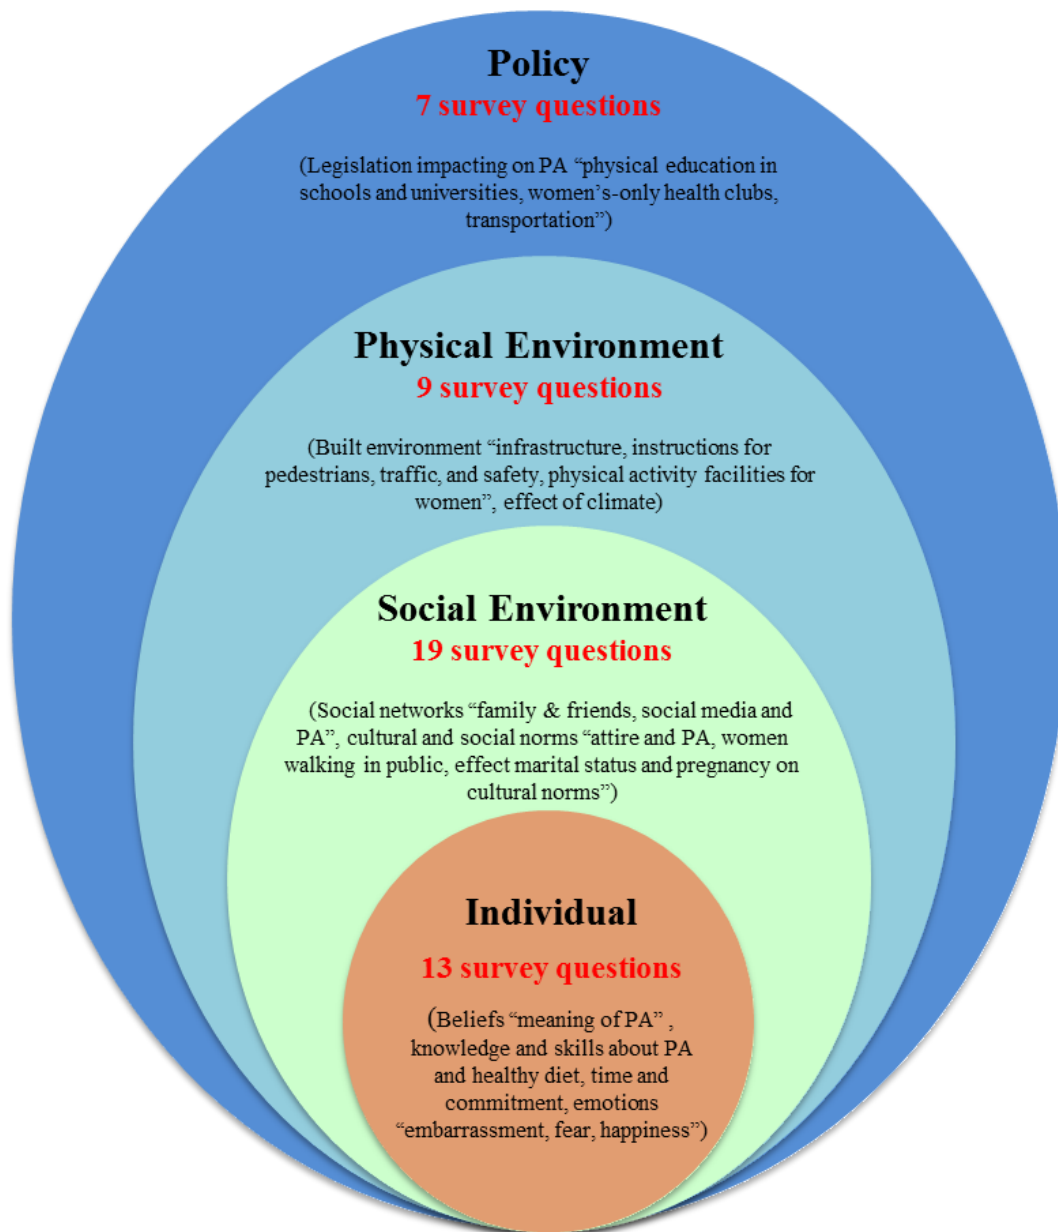 Policy
7 survey questions
(Legislation impacting on PA “physical education in
schools and universities, women’s-only health clubs,
transportation”)
Physical Environment
9 survey questions
(Built environment “infrastructure, instructions for
pedestrians, traffic, and safety, physical activity facilities for
women”, effect of climate)
Social Environment
19 survey questions
(Social networks “family & friends, social media and
PA”, cultural and social norms “attire and PA, women
walking in public, effect marital status and pregnancy on
cultural norms”)
Individual
13 survey questions
(Beliefs “meaning of PA” ,
knowledge and skills about PA
and healthy diet, time and
commitment, emotions
“embarrassment, fear, happiness”)